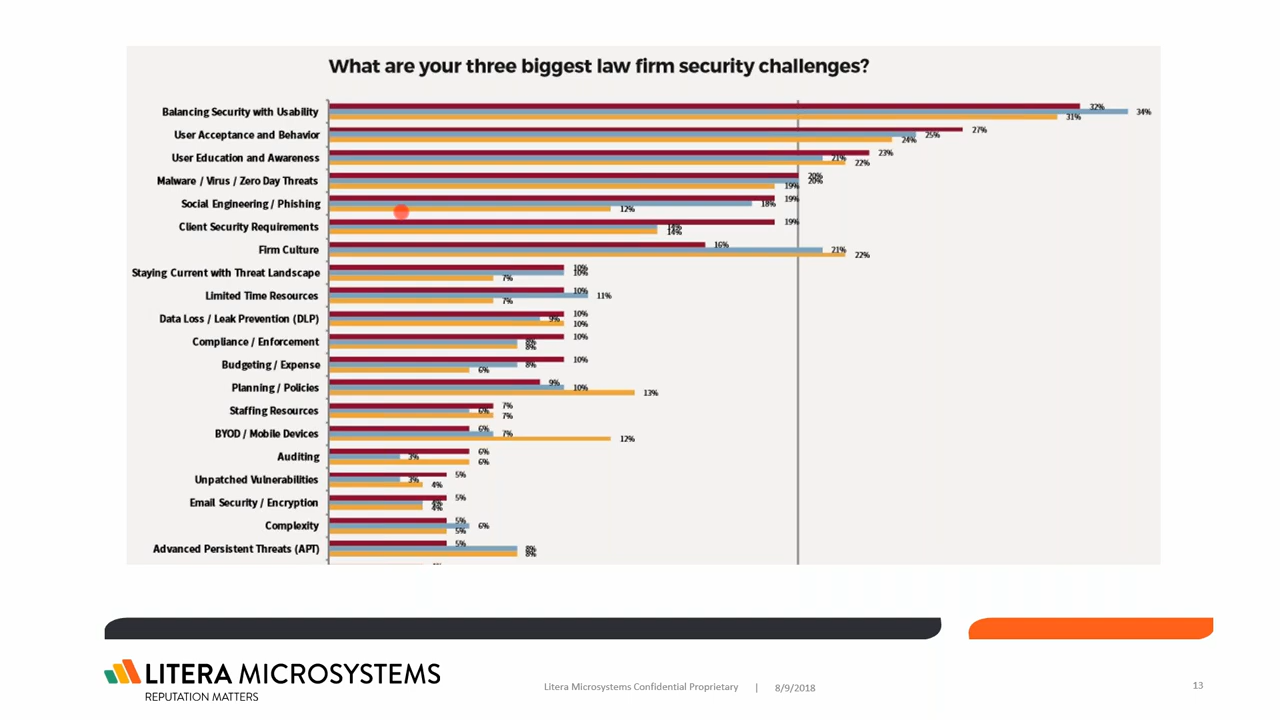 What are your three biggest law firm security challenges?
Balancing Security with Usability 32% 34% 31%
User Acceptance and Behavior 27% 25% 24%
User Education and Awareness 23% 21% 22%
Malware / Virus / Zero Day Threats 20% 20% 19%
Social Engineering / Phishing 19% 18% 12%
Client Security Requirements 19% 14%
Firm Culture 16% 21% 22%
Staying Current with Threat Landscape 10% 10% 7%
Limited Time Resources 10% 11% 7%
Data Loss / Leak Prevention (DLP) 10% 9% 10%
Compliance / Enforcement 10% 8% 8%
Budgeting / Expense 10% 8% 6%
Planning / Policies 9% 10% 13%
Staffing Resources 7% 6% 7%
BYOD / Mobile Devices 6% 7% 12%
Auditing 6% 3% 6%
Unpatched Vulnerabilities 5% 3% 4%
Email Security / Encryption 5% 4% 4%
Complexity 5% 6% 5%
Advanced Persistent Threats (APT) 5% 8% 8%
LITERA MICROSYSTEMS
REPUTATION MATTERS
Litera Microsystems Confidential Proprietary | 8/9/2018
13